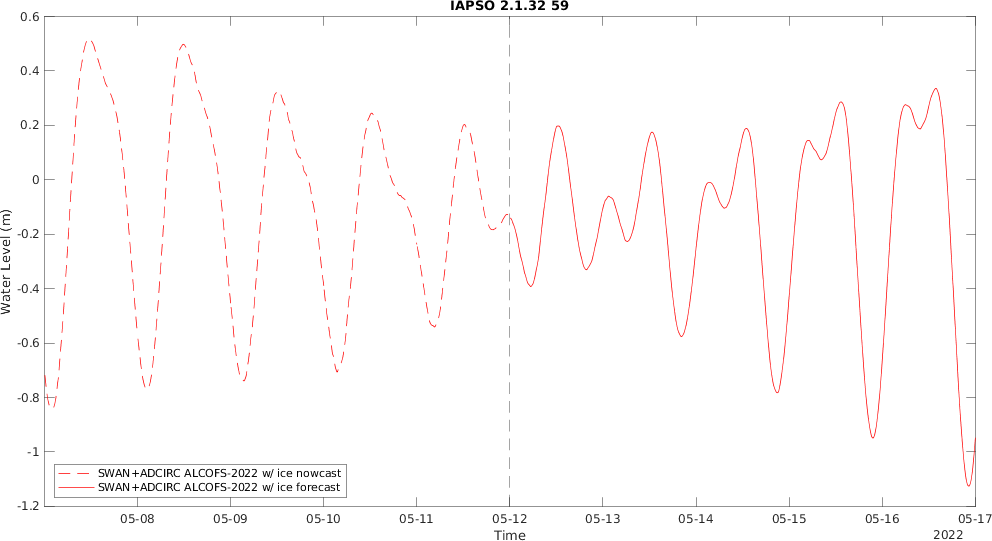 IAPSO 2.1.32 59
0.6
0.4
0.2
0
-0.2
-0.4
-0.6
-0.8
-1
-1.2
Water Level (m)
SWAN+ADCIRC ALCOFS-2022 w/ ice nowcast
SWAN+ADCIRC ALCOFS-2022 w/ ice forecast
05-08 05-09 05-10 05-11 05-12 05-13 05-14 05-15 05-16 05-17
Time
2022